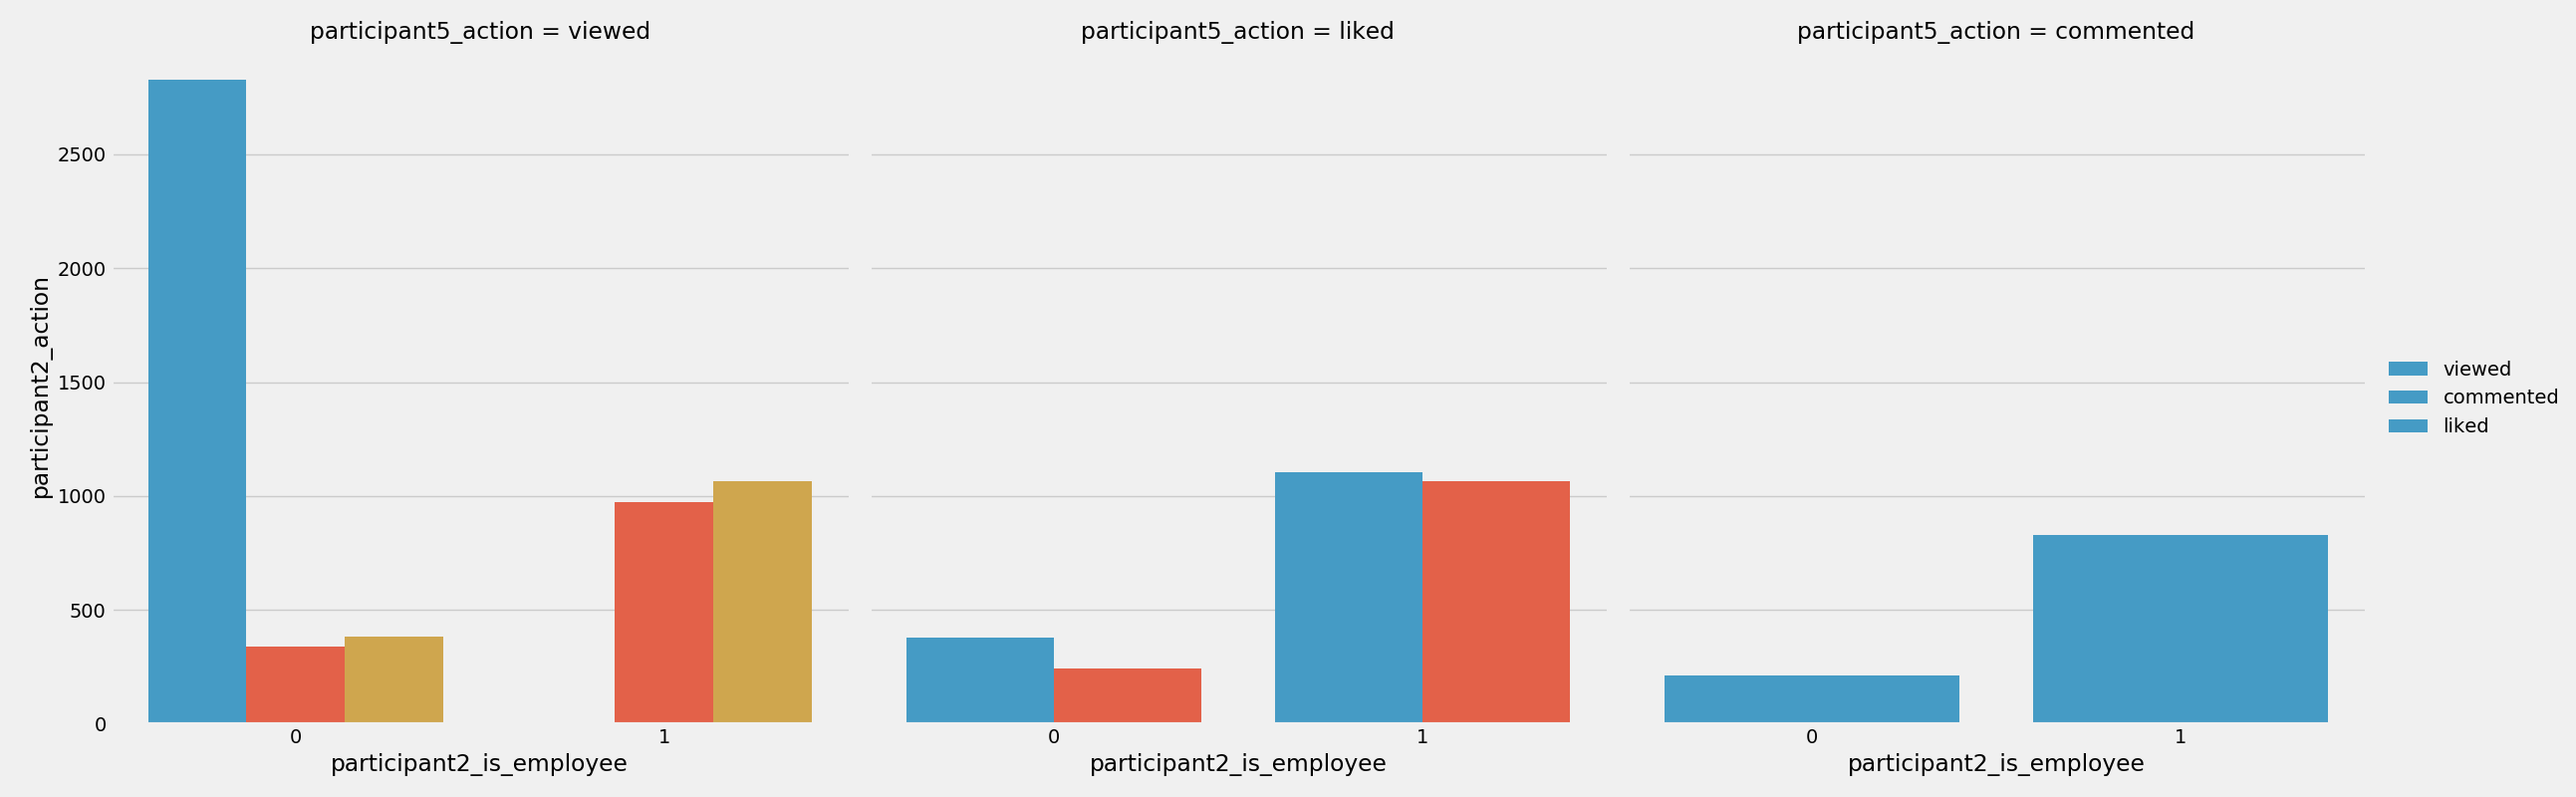 participant5_action = viewed
participant5_action = liked
participant5_action = commented
participant2_action
2500
2000
1500
1000
500
0
0
1
participant2_is_employee
0
1
participant2_is_employee
0
1
participant2_is_employee
viewed
commented
liked